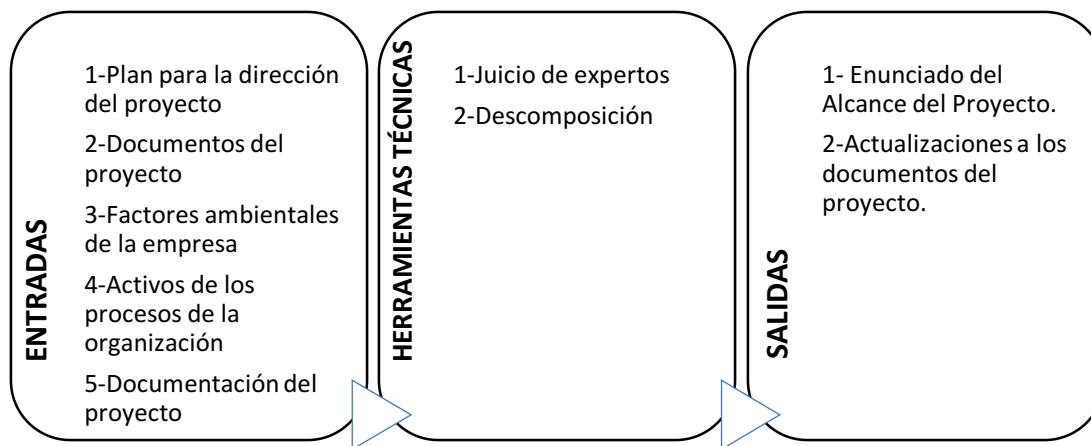 ENTRADAS
1-Plan para la dirección
del proyecto
2-Documentos del
proyecto
3-Factores ambientales
de la empresa
4-Activos de los
procesos de la
organización
5-Documentación del
proyecto
HERRAMIENTAS TÉCNICAS
1-Juicio de expertos
2-Descomposición
SALIDAS
1- Enunciado del
Alcance del Proyecto.
2-Actualizaciones a los
documentos del
proyecto.